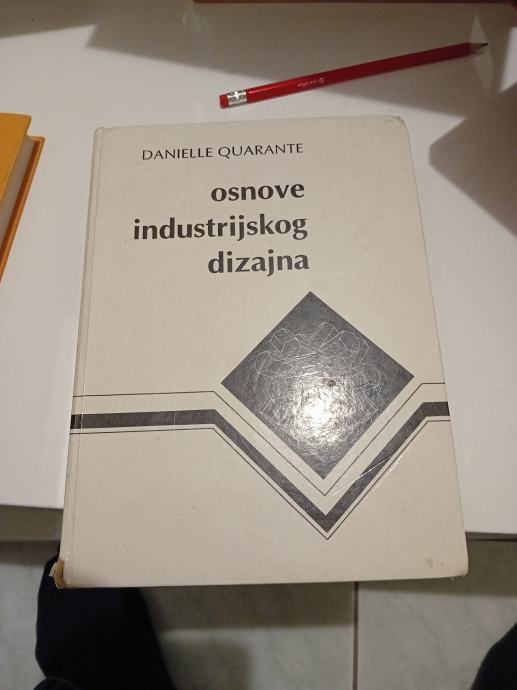 DANIELLE QUARANTE
osnove
industrijskog
dizajna